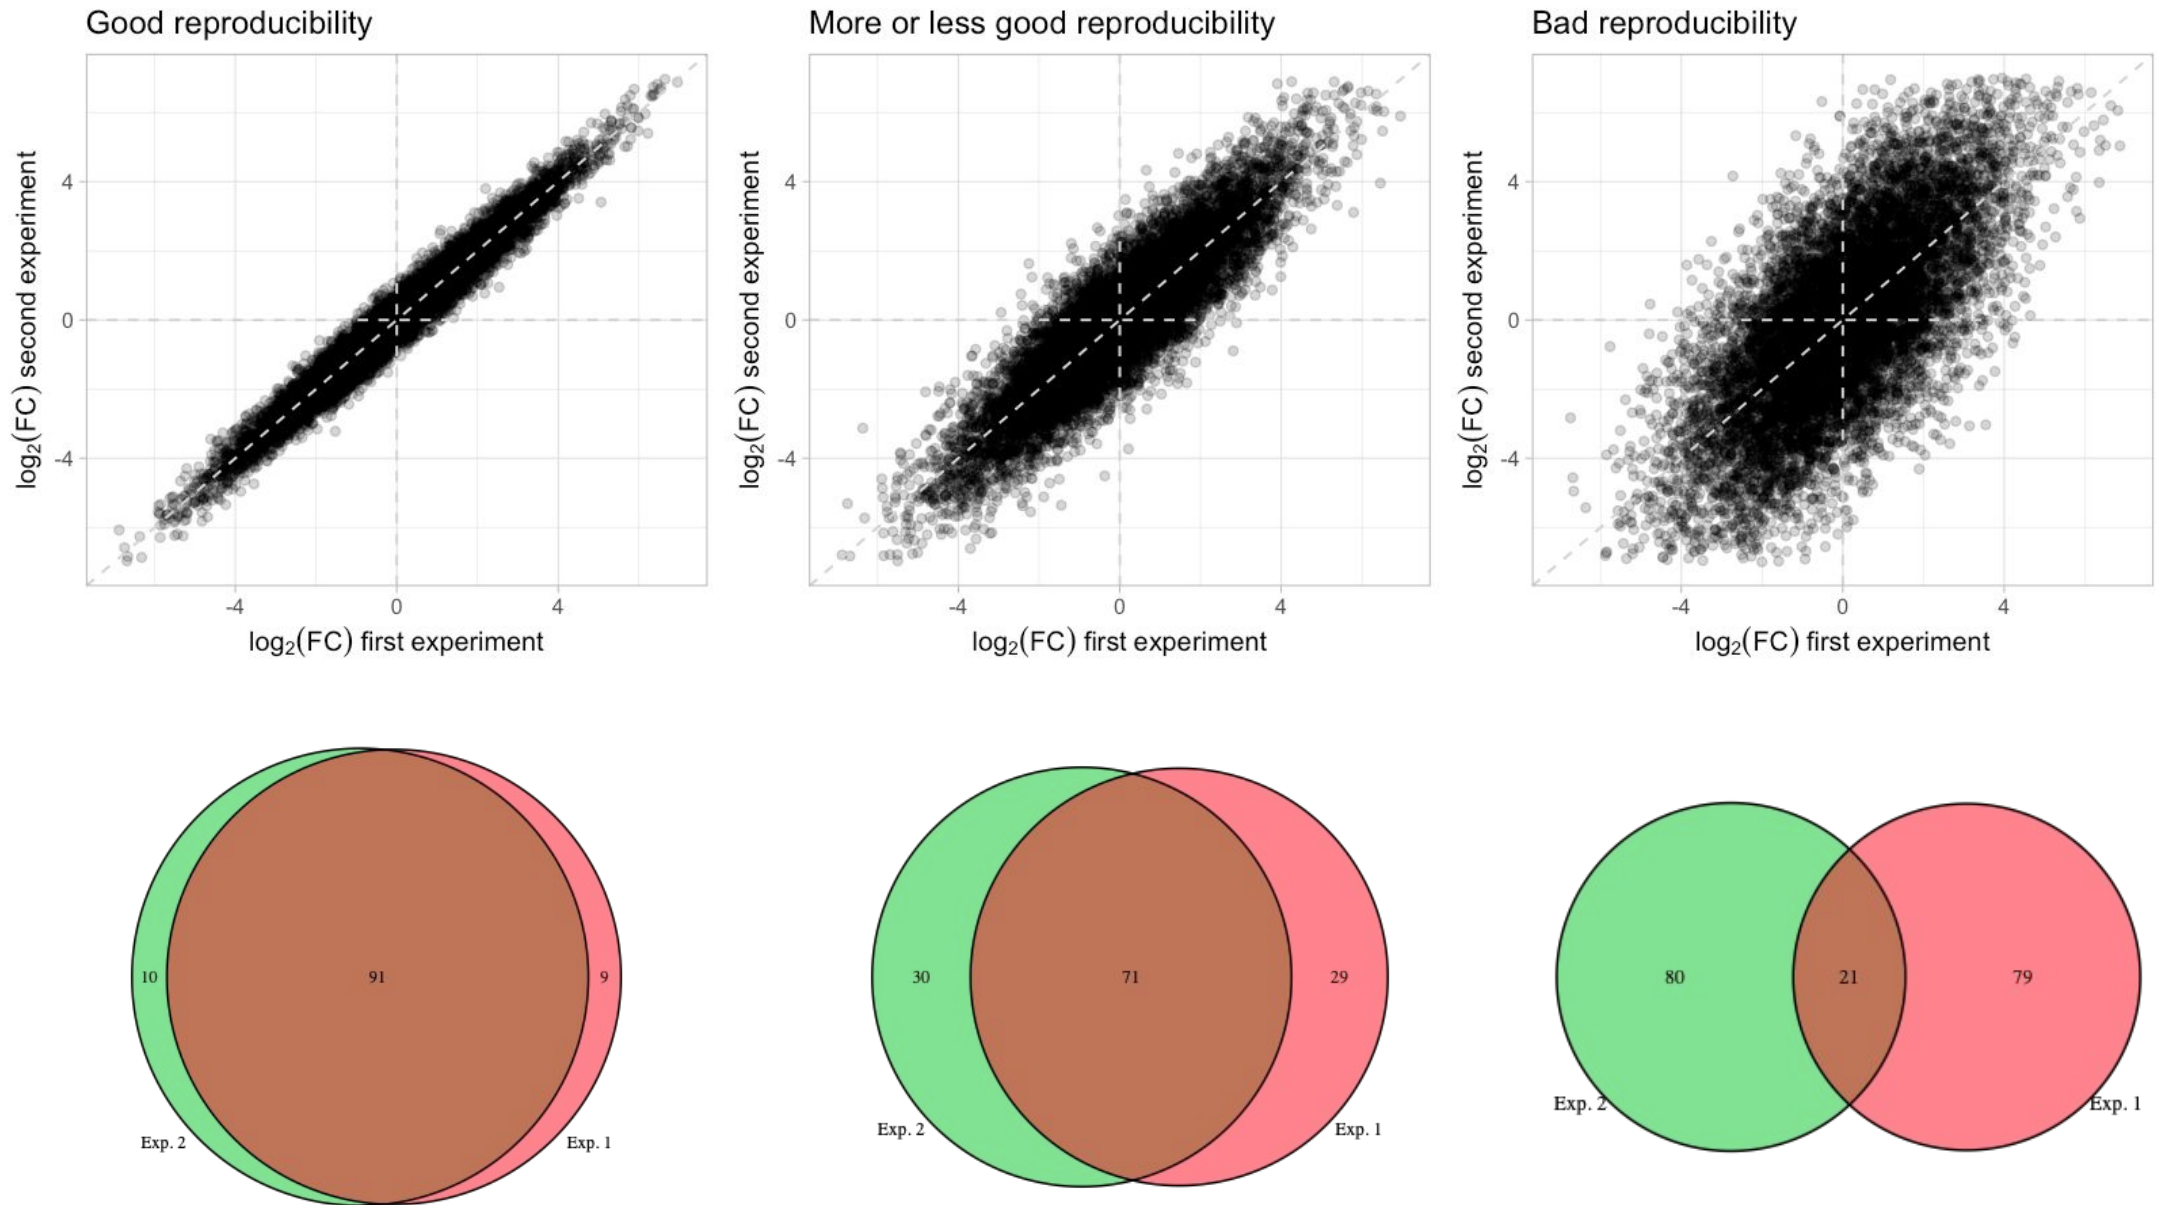 Good reproducibility
log2(FC) second experiment
4
0
-4
-4 0 4
log2(FC) first experiment
More or less good reproducibility
log2(FC) second experiment
4
0
-4
-4 0 4
log2(FC) first experiment
Bad reproducibility
log2(FC) second experiment
4
0
-4
-4 0 4
log2(FC) first experiment
10 91 9
Exp. 2 Exp. 1
30 71 29
Exp. 2 Exp. 1
80 21 79
Exp. 2 Exp. 1